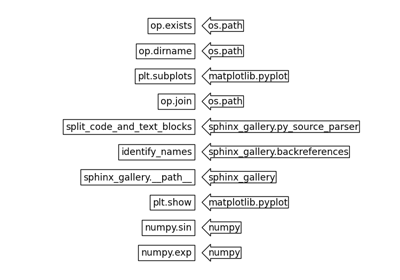 op.exists os.path
op.dirname os.path
plt.subplots matplotlib.pyplot
op.join os.path
split_code_and_text_blocks sphinx_gallery.py_source_parser
identify_names sphinx_gallery.backreferences
sphinx_gallery.__path__ sphinx_gallery
plt.show matplotlib.pyplot
numpy.sin numpy
numpy.exp numpy